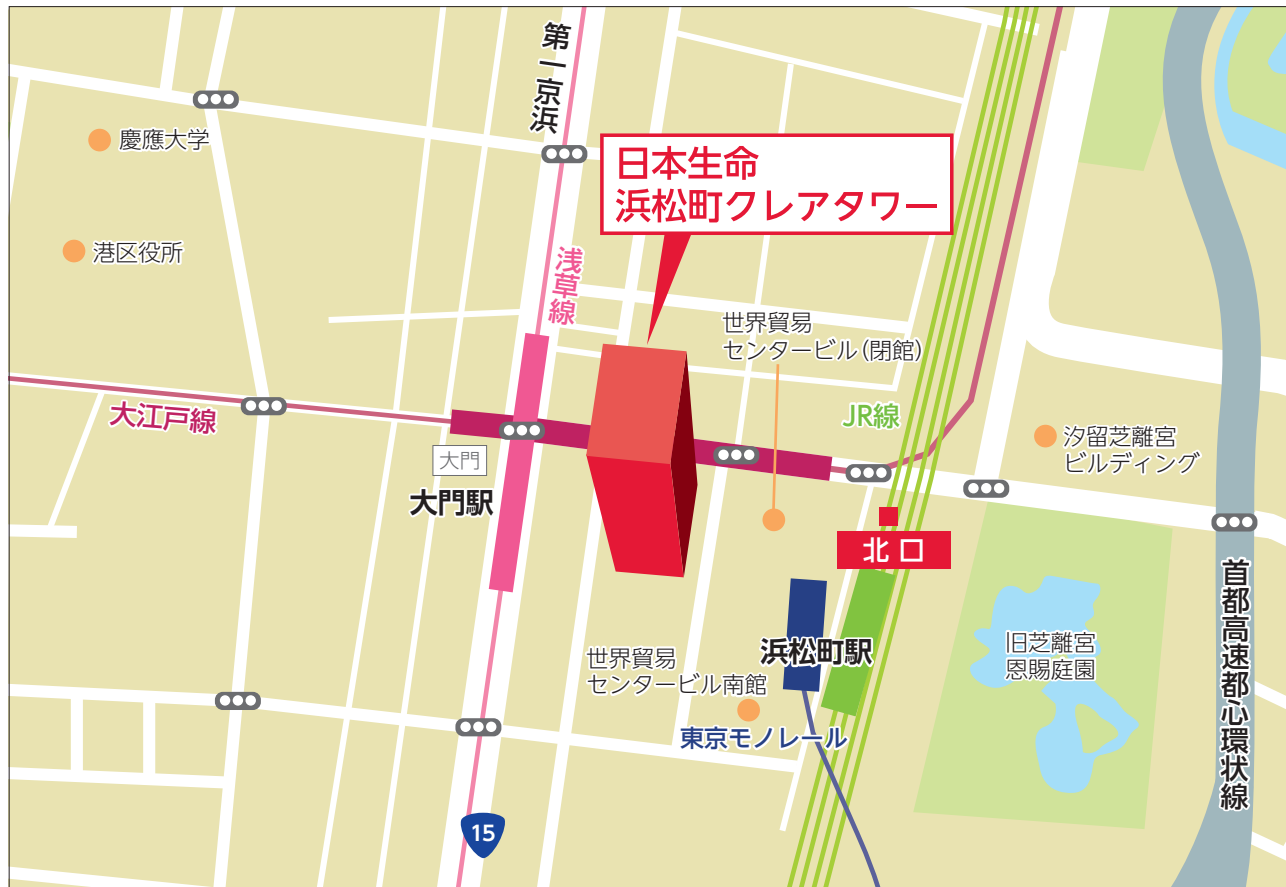 第一京浜
慶應大学
日本生命
浜松町クレアタワー
港区役所
浅草線
世界貿易
センタービル(閉館)
大江戸線
JR線
汐留芝離宮
ビルディング
大門
大門駅
北口
首都高速都心環状線
旧芝離宮
恩賜庭園
浜松町駅
世界貿易
センタービル南館
東京モノレール
15